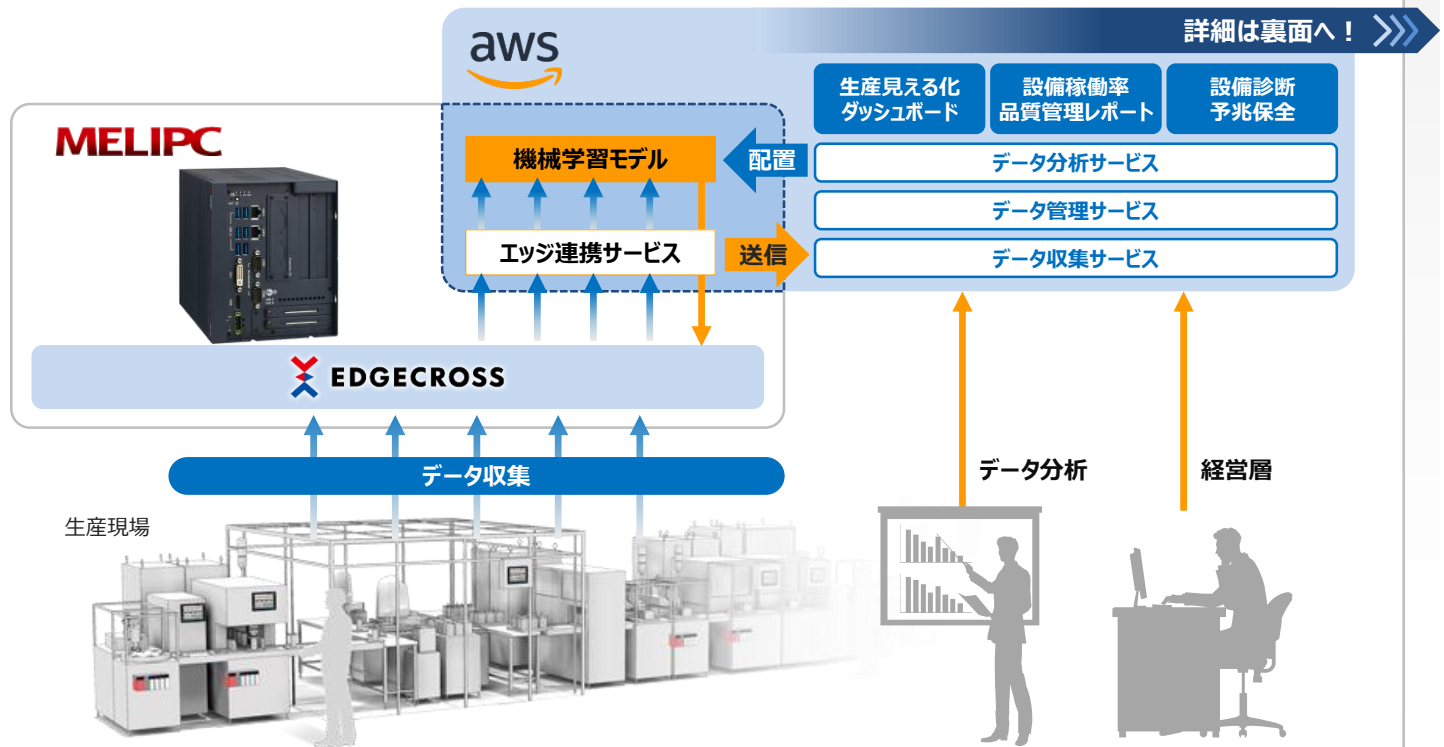 詳細は裏面へ！
aws
生産見える化
ダッシュボード
設備稼働率
品質管理レポート
設備診断
予兆保全
MELIPC
機械学習モデル
配置
データ分析サービス
データ管理サービス
エッジ連携サービス
送信
データ収集サービス
EDGECROSS
データ収集
データ分析
経営層
生産現場